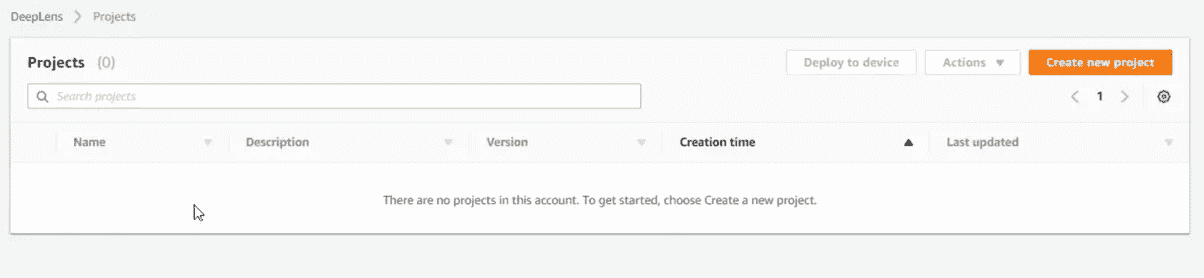 DeepLens > Projects
Projects (0) Deploy to device Actions Create new project
Search projects 1
Name Description Version Creation time Last updated
There are no projects in this account. To get started, choose Create a new project.